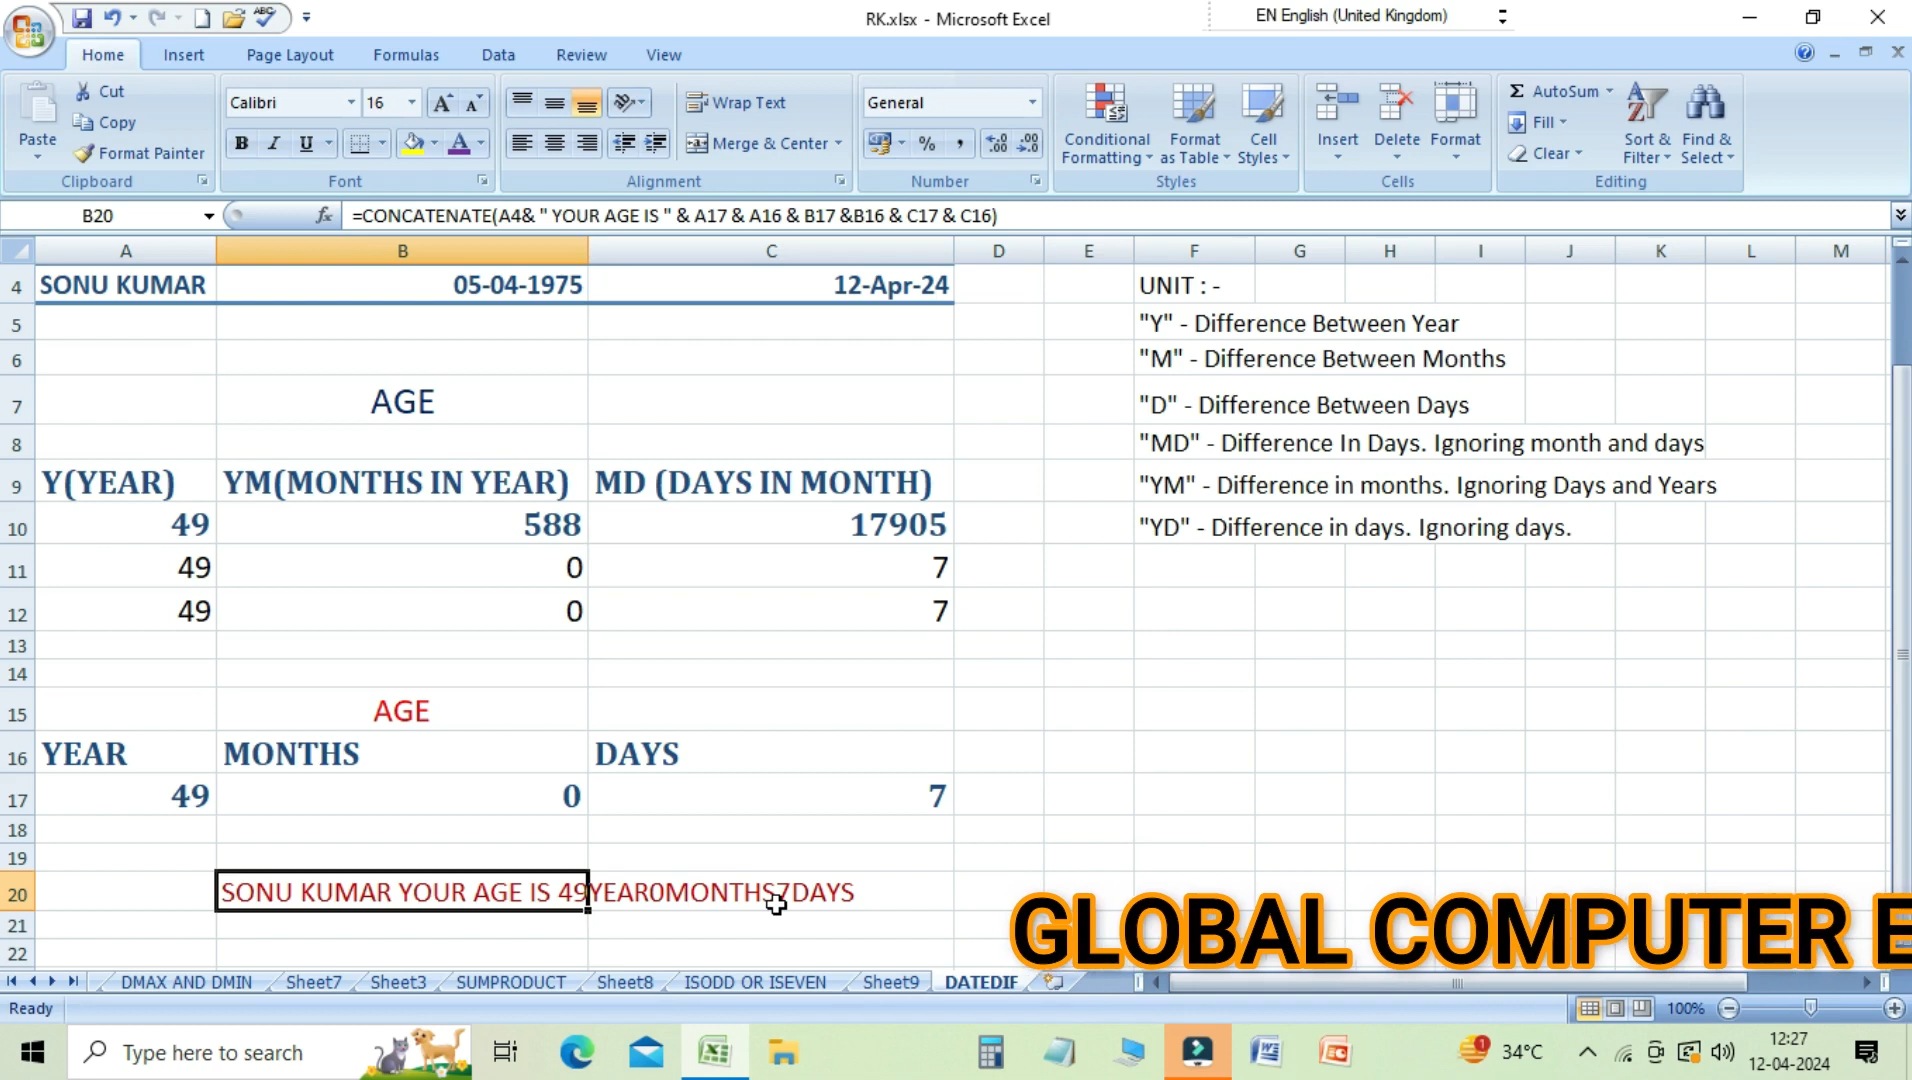 RK.xlsx - Microsoft Excel
EN English (United Kingdom)
Home Insert Page Layout Formulas Data Review View
Paste
Cut
Copy
Format Painter
Clipboard
Calibri 16
B I U
Font
Wrap Text
Merge & Center
Alignment
General
% ,
Number
Conditional Formatting
Format as Table
Cell Styles
Styles
Insert Delete Format
Cells
Σ AutoSum
Fill
Clear
Sort & Filter
Find & Select
Editing
B20 fx =CONCATENATE(A4& " YOUR AGE IS " & A17 & A16 & B17 &B16 & C17 & C16)
A B C D E F G H I J K L M
4 SONU KUMAR 05-04-1975 12-Apr-24 UNIT : -
5 "Y" - Difference Between Year
6 "M" - Difference Between Months
7 AGE "D" - Difference Between Days
8 "MD" - Difference In Days. Ignoring month and days
9 Y(YEAR) YM(MONTHS IN YEAR) MD (DAYS IN MONTH) "YM" - Difference in months. Ignoring Days and Years
10 49 588 17905 "YD" - Difference in days. Ignoring days.
11 49 0 7
12 49 0 7
13
14
15 AGE
16 YEAR MONTHS DAYS
17 49 0 7
18
19
20 SONU KUMAR YOUR AGE IS 49YEAR0MONTHS7DAYS
21
22
GLOBAL COMPUTER E
DMAX AND DMIN Sheet7 Sheet3 SUMPRODUCT Sheet8 ISODD OR ISEVEN Sheet9 DATEDIF
Ready 100%
Type here to search
34°C
12:27
12-04-2024